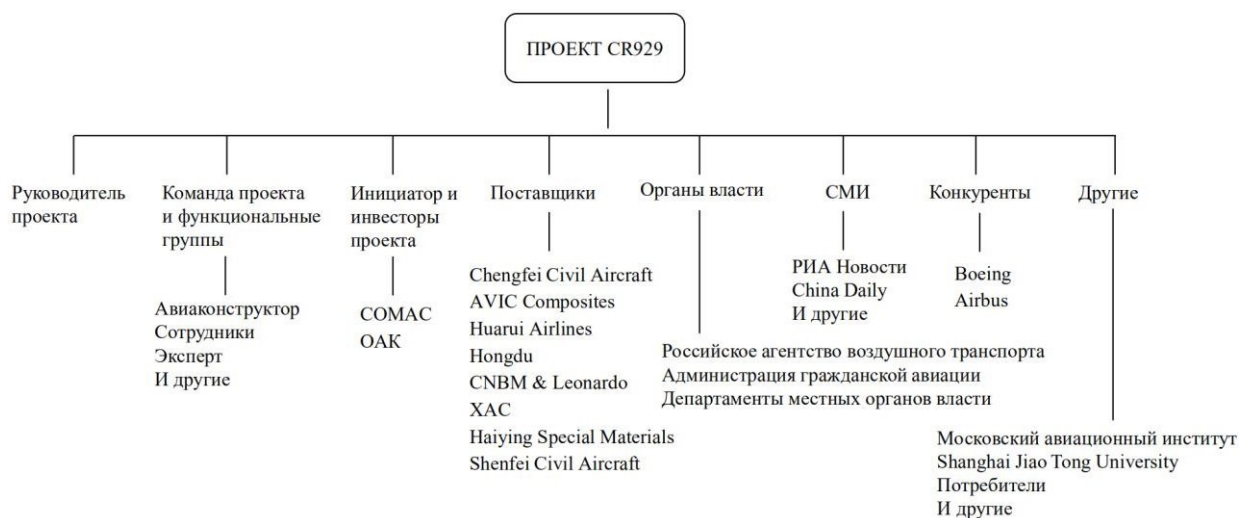 ПРОЕКТ CR929
Руководитель
проекта
Команда проекта
и функциональные
группы
Авиаконструктор
Сотрудники
Эксперт
И другие
Инициатор и
инвесторы
проекта
COMAC
ОАК
Поставщики
Chengfei Civil Aircraft
AVIC Composites
Huarui Airlines
Hongdu
CNBM & Leonardo
XAC
Haiying Special Materials
Shenfei Civil Aircraft
Органы власти
Российское агентство воздушного транспорта
Администрация гражданской авиации
Департаменты местных органов власти
СМИ
РИА Новости
China Daily
И другие
Конкуренты
Boeing
Airbus
Другие
Московский авиационный институт
Shanghai Jiao Tong University
Потребители
И другие